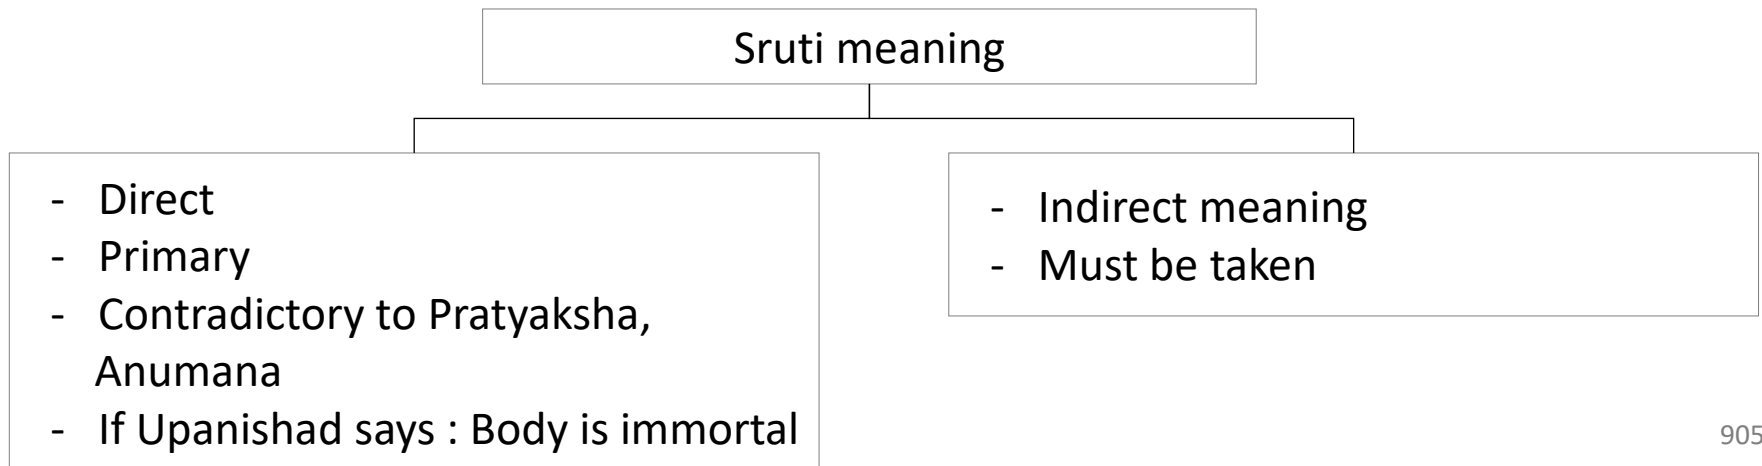 Sruti meaning
- Direct
- Primary
- Contradictory to Pratyaksha,
Anumana
- If Upanishad says : Body is immortal
- Indirect meaning
- Must be taken
905